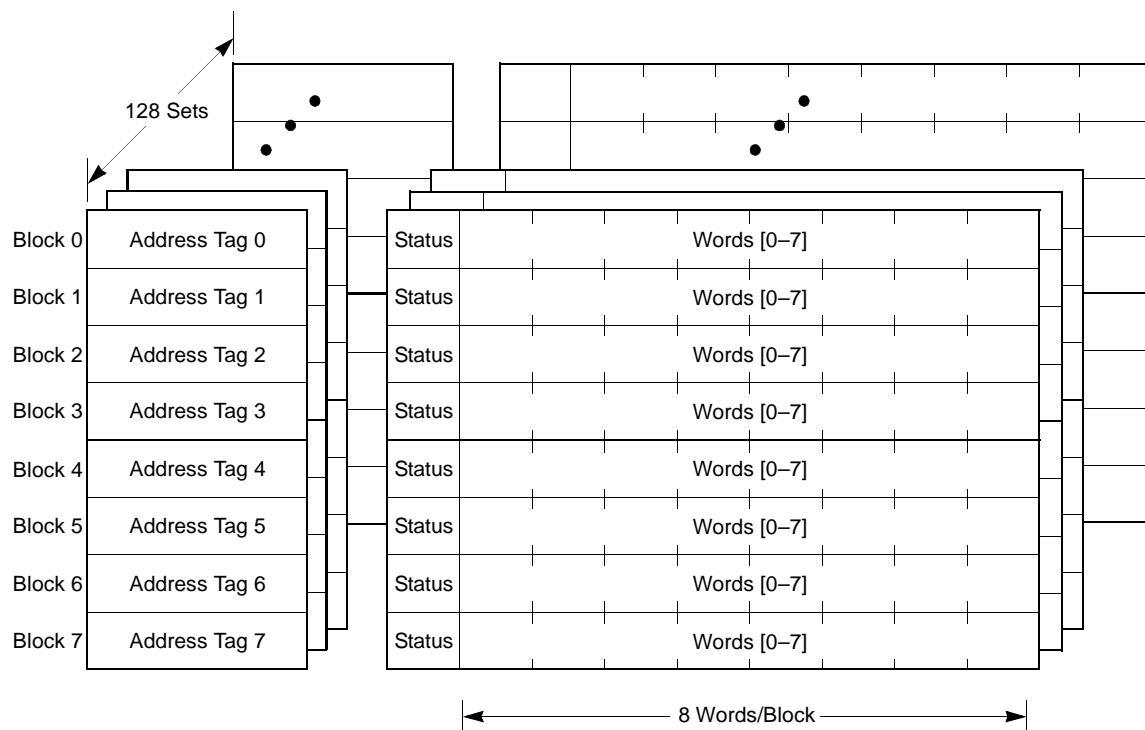 128 Sets
Block 0 Address Tag 0 Status Words [0–7]
Block 1 Address Tag 1 Status Words [0–7]
Block 2 Address Tag 2 Status Words [0–7]
Block 3 Address Tag 3 Status Words [0–7]
Block 4 Address Tag 4 Status Words [0–7]
Block 5 Address Tag 5 Status Words [0–7]
Block 6 Address Tag 6 Status Words [0–7]
Block 7 Address Tag 7 Status Words [0–7]
8 Words/Block